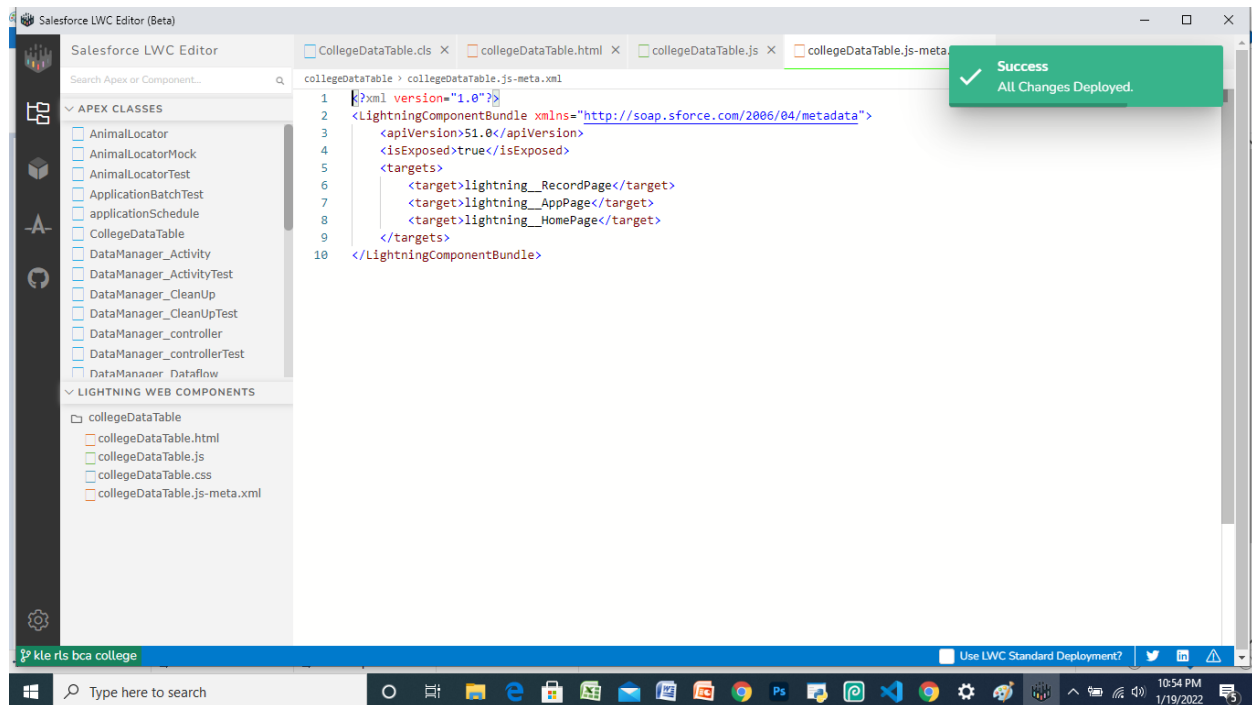 Salesforce LWC Editor (Beta)
Salesforce LWC Editor
Search Apex or Component...
APEX CLASSES
AnimalLocator
AnimalLocatorMock
AnimalLocatorTest
ApplicationBatchTest
applicationSchedule
CollegeDataTable
DataManager_Activity
DataManager_ActivityTest
DataManager_CleanUp
DataManager_CleanUpTest
DataManager_controller
DataManager_controllerTest
DataManager_Dataflow
LIGHTNING WEB COMPONENTS
collegeDataTable
collegeDataTable.html
collegeDataTable.js
collegeDataTable.css
collegeDataTable.js-meta.xml
CollegeDataTable.cls collegeDataTable.html collegeDataTable.js collegeDataTable.js-meta.
collegeDataTable > collegeDataTable.js-meta.xml
1 <?xml version="1.0"?>
2 <LightningComponentBundle xmlns="http://soap.sforce.com/2006/04/metadata">
3 <apiVersion>51.0</apiVersion>
4 <isExposed>true</isExposed>
5 <targets>
6 <target>lightning__RecordPage</target>
7 <target>lightning__AppPage</target>
8 <target>lightning__HomePage</target>
9 </targets>
10 </LightningComponentBundle>
Success
All Changes Deployed.
kle rls bca college
Use LWC Standard Deployment?
Type here to search
Ps
10:54 PM
1/19/2022
5